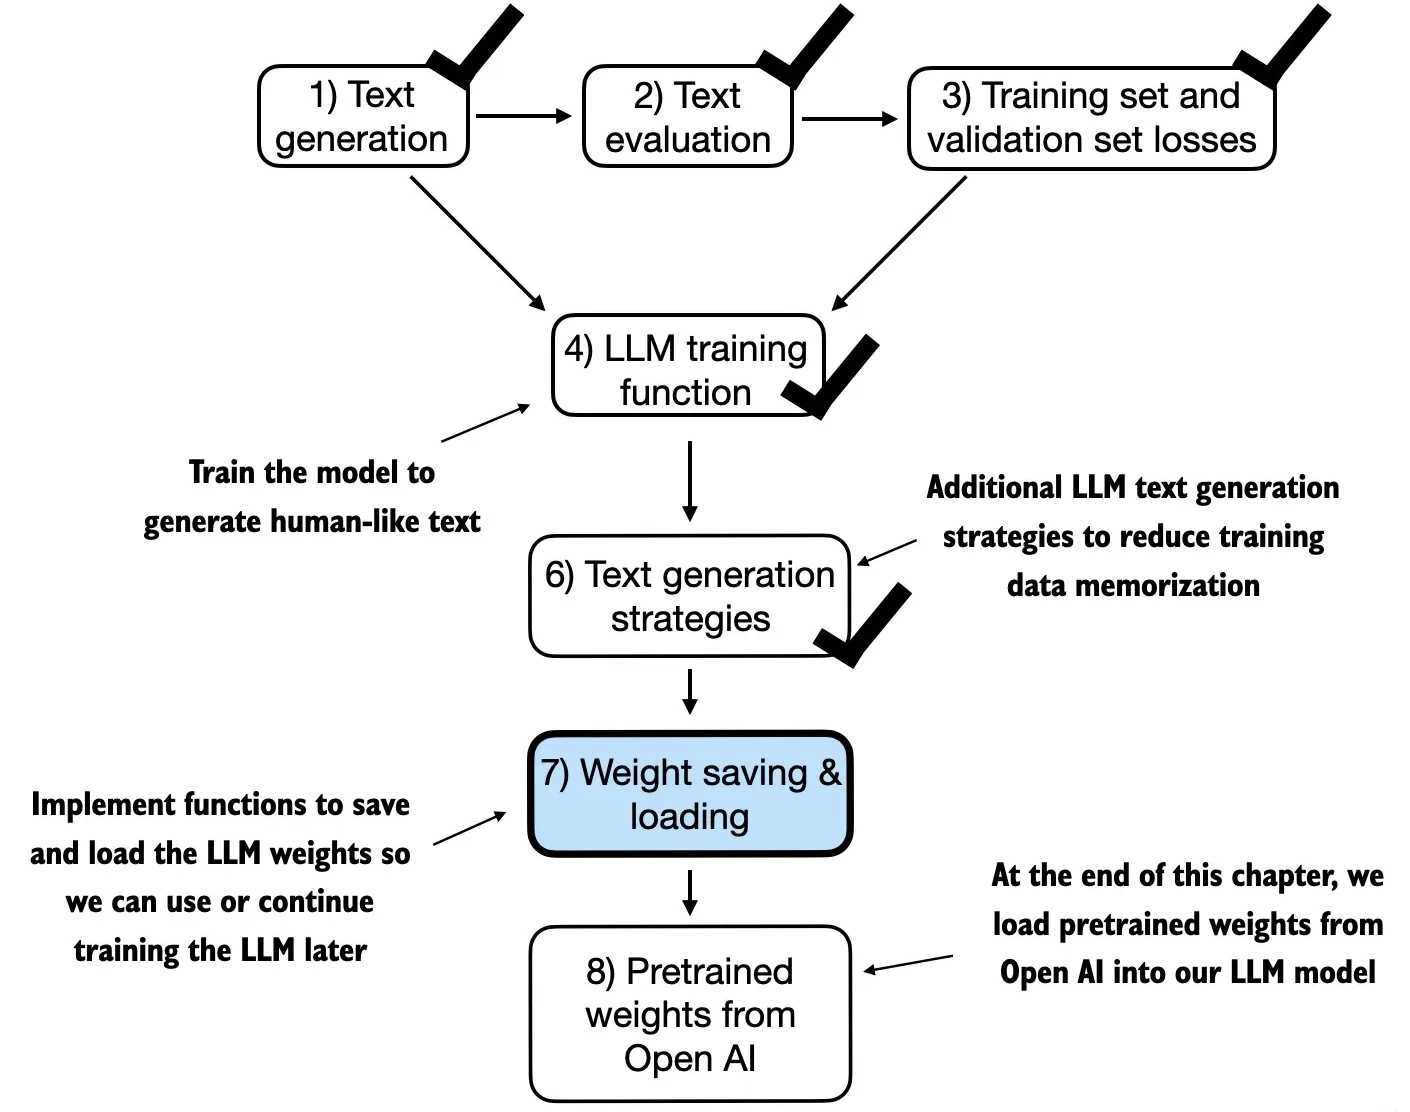 1) Text
generation
2) Text
evaluation
3) Training set and
validation set losses
4) LLM training
function
Train the model to
generate human-like text
Additional LLM text generation
strategies to reduce training
data memorization
6) Text generation
strategies
7) Weight saving &
loading
Implement functions to save
and load the LLM weights so
we can use or continue
training the LLM later
At the end of this chapter, we
load pretrained weights from
Open AI into our LLM model
8) Pretrained
weights from
Open AI